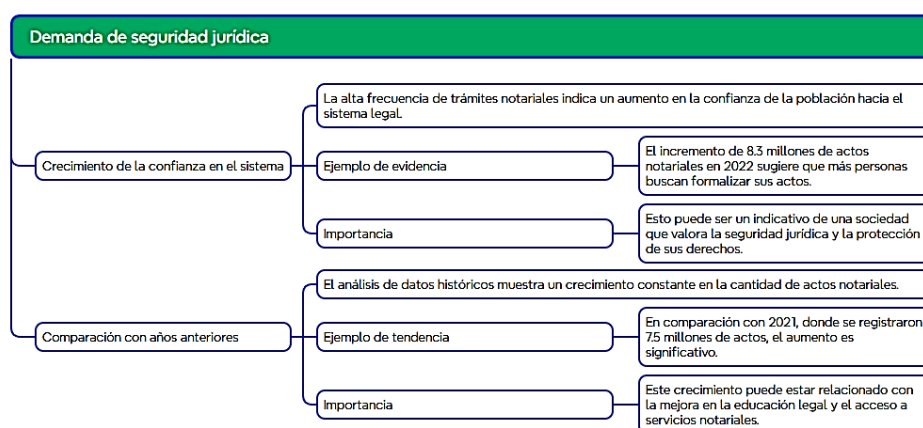 Demanda de seguridad jurídica
La alta frecuencia de trámites notariales indica un aumento en la confianza de la población hacia el
sistema legal.
Crecimiento de la confianza en el sistema
Ejemplo de evidencia
El incremento de 8.3 millones de actos
notariales en 2022 sugiere que más personas
buscan formalizar sus actos.
Importancia
Esto puede ser un indicativo de una sociedad
que valora la seguridad jurídica y la protección
de sus derechos.
El análisis de datos históricos muestra un crecimiento constante en la cantidad de actos notariales.
Comparación con años anteriores
Ejemplo de tendencia
En comparación con 2021, donde se registraron
7.5 millones de actos, el aumento es
significativo.
Importancia
Este crecimiento puede estar relacionado con
la mejora en la educación legal y el acceso a
servicios notariales.